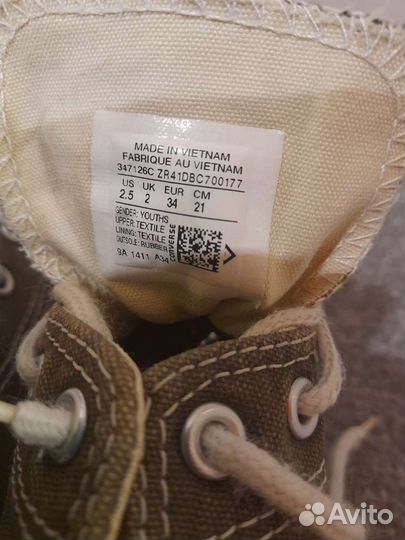 MADE IN VIETNAM
FABRIQUE AU VIETNAM
347126C ZR41DBC700177
US UK EUR CM
2.5 2 34 21
GENDER: YOUTHS
UPPER: TEXTILE
LINING: TEXTILE
OUTSOLE: RUBBER
CONVERSE
9A 1411 A34
Avito